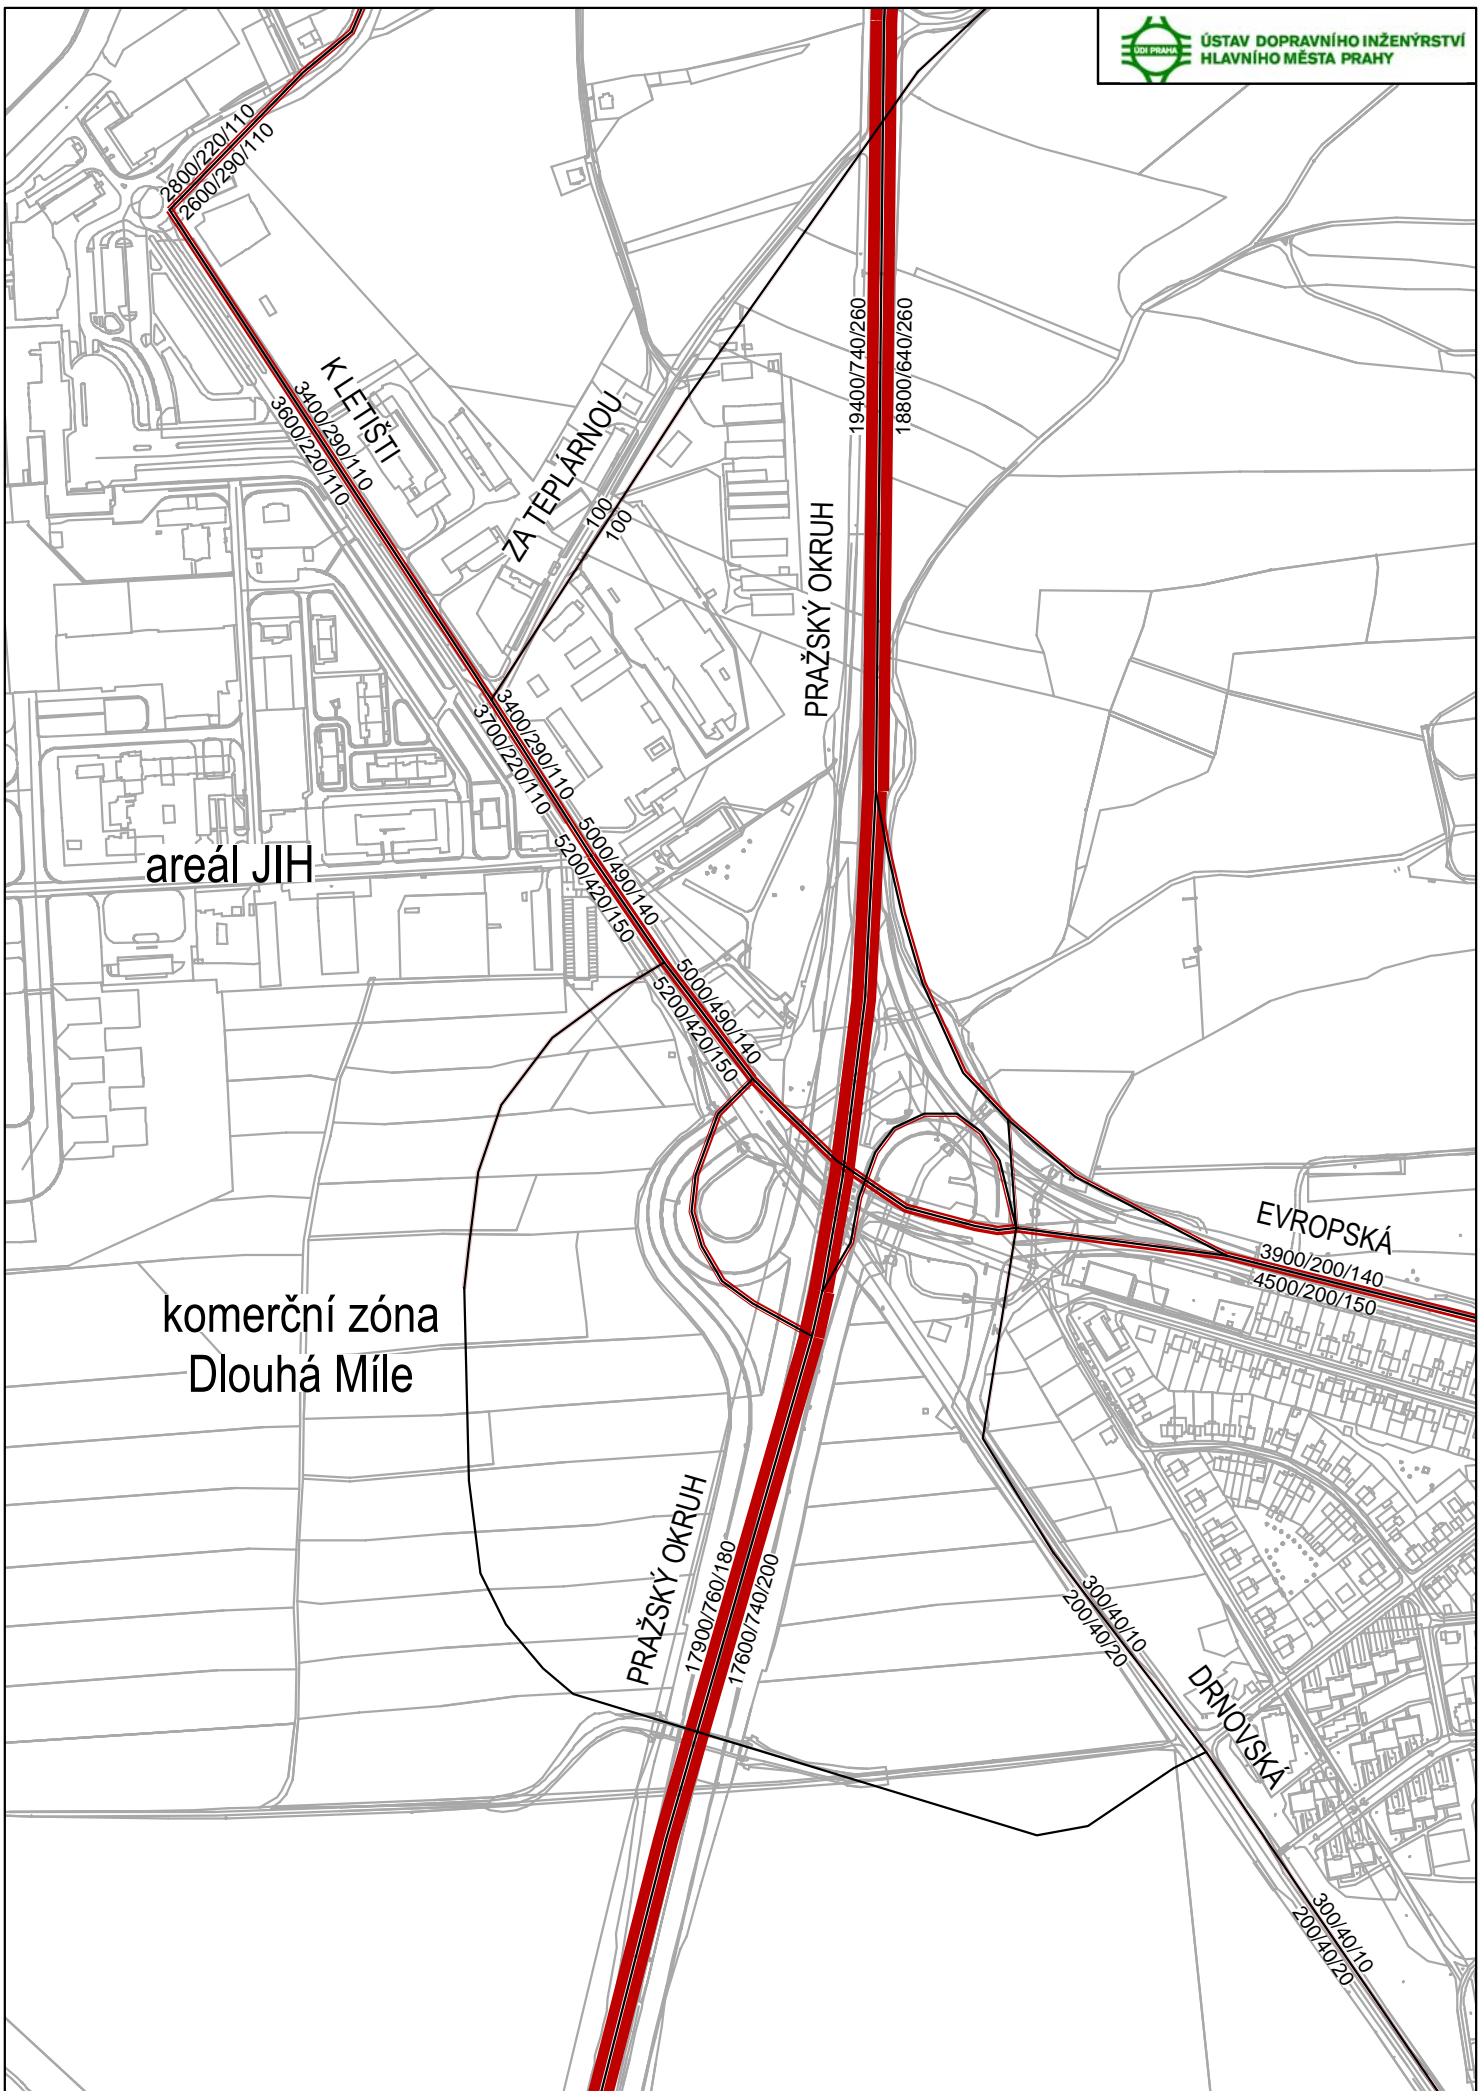 ÚDI PRAHA
ÚSTAV DOPRAVNÍHO INŽENÝRSTVÍ
HLAVNÍHO MĚSTA PRAHY
2800/220/110
2600/290/110
K LETIŠTI
3400/290/110
3600/220/110
ZA TEPLÁRNOU
100
100
19400/740/260
18800/640/260
PRAŽSKÝ OKRUH
3400/290/110
3700/220/110
5000/490/140
5200/420/150
areál JIH
5000/490/140
5200/420/150
EVROPSKÁ
3900/200/140
4500/200/150
komerční zóna
Dlouhá Míle
PRAŽSKÝ OKRUH
17900/760/180
17600/740/200
300/40/10
200/40/20
DRNOVSKÁ
300/40/10
200/40/20